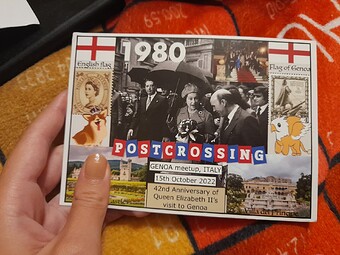 1980
English flag
Flag of Genoa
POSTCROSSING
GENOA meetup, ITALY
15th October 2022
42nd Anniversary of
Queen Elizabeth II's
visit to Genoa